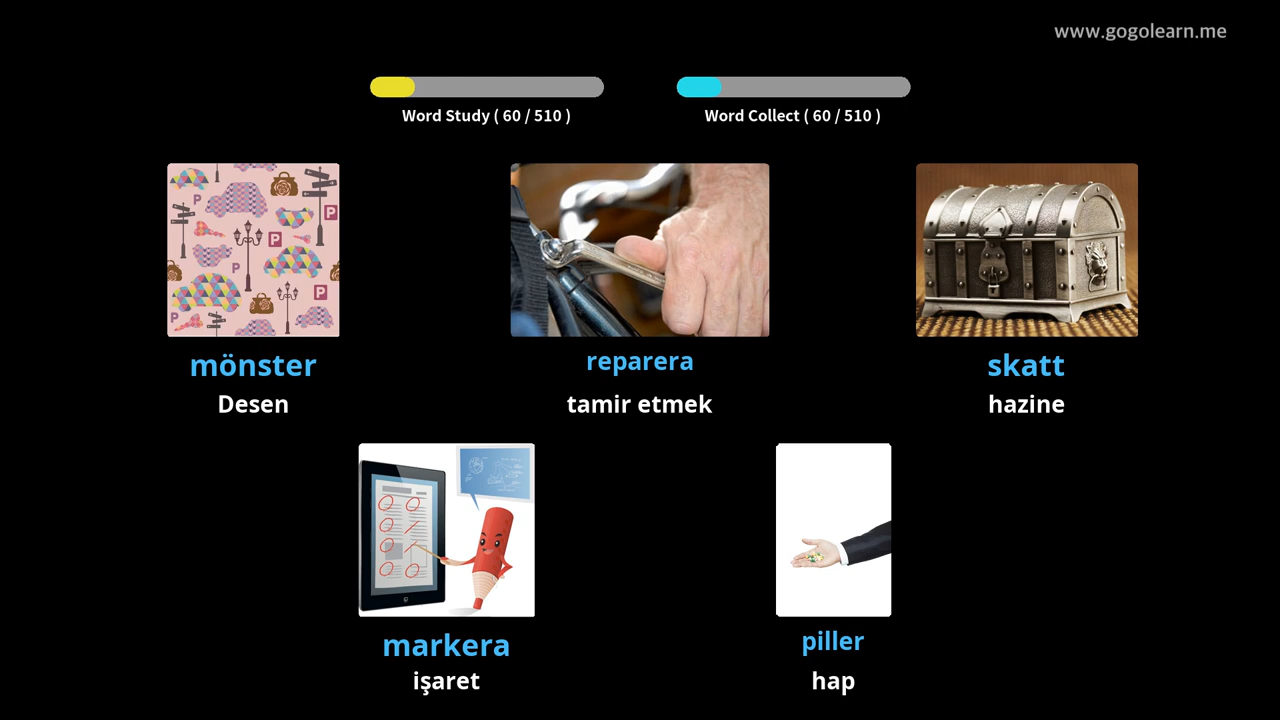 www.gogolearn.me
Word Study ( 60 / 510 )
Word Collect ( 60 / 510 )
P
P
P
P
P
P
mönster
Desen
reparera
tamir etmek
skatt
hazine
markera
işaret
piller
hap